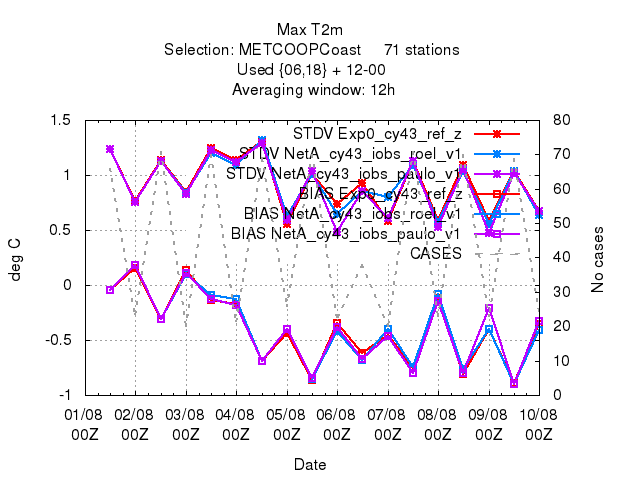 Max T2m
Selection: METCOOPCoast 71 stations
Used {06,18} + 12-00
Averaging window: 12h
STDV Exp0_cy43_ref_z
STDV NetA_cy43_iobs_roel_v1
STDV NetA_cy43_iobs_paulo_v1
BIAS Exp0_cy43_ref_z
BIAS NetA_cy43_iobs_roel_v1
BIAS NetA_cy43_iobs_paulo_v1
CASES
deg C
1.5
1
0.5
0
-0.5
-1
No cases
80
70
60
50
40
30
20
10
0
01/08 02/08 03/08 04/08 05/08 06/08 07/08 08/08 09/08 10/08
00Z 00Z 00Z 00Z 00Z 00Z 00Z 00Z 00Z 00Z
Date